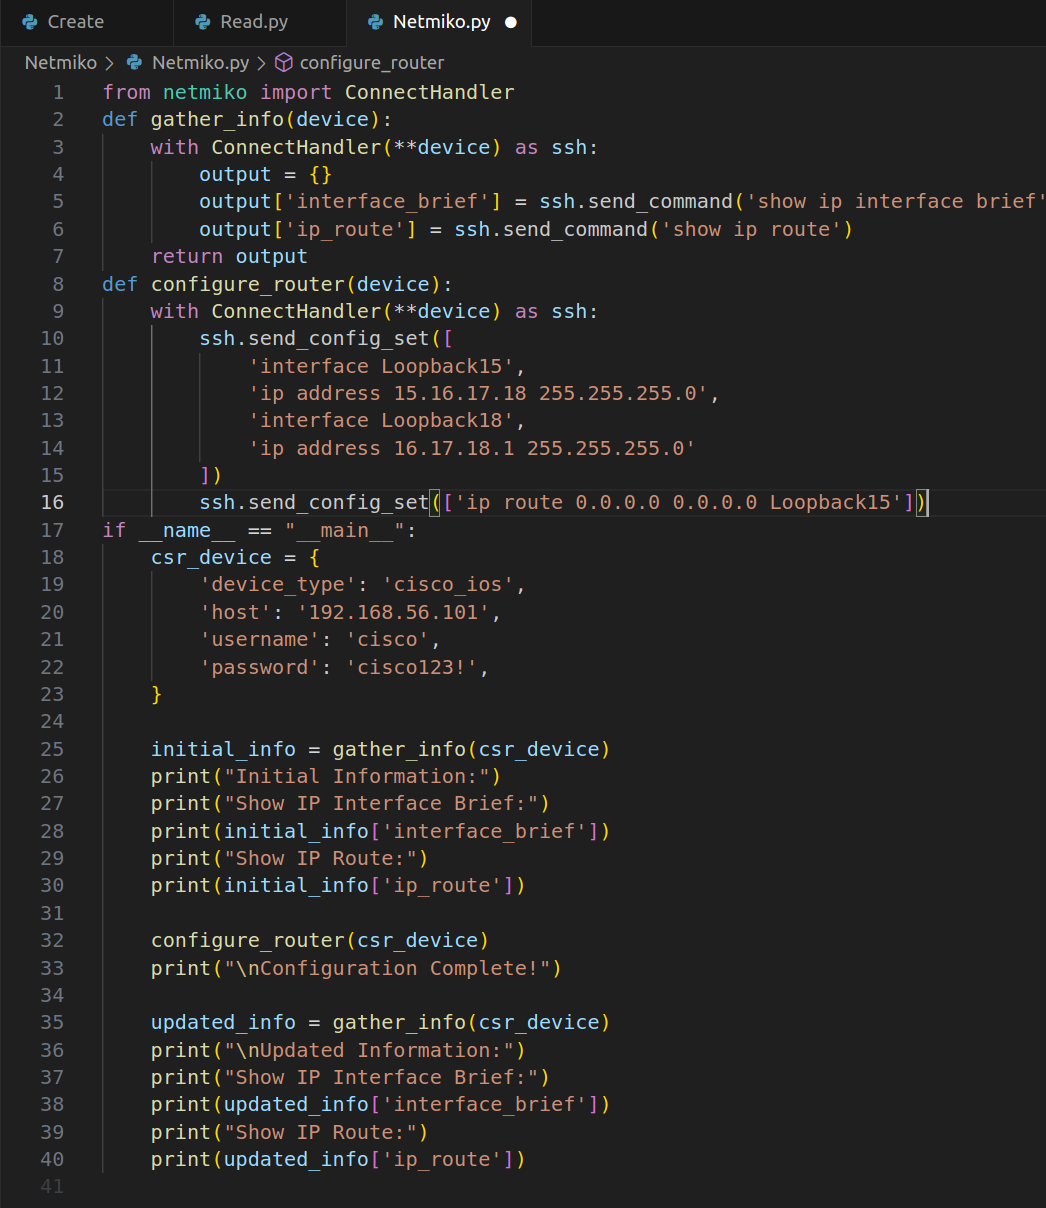 Create Read.py Netmiko.py
Netmiko > Netmiko.py > configure_router
1 from netmiko import ConnectHandler
2 def gather_info(device):
3     with ConnectHandler(**device) as ssh:
4         output = {}
5         output['interface_brief'] = ssh.send_command('show ip interface brief'
6         output['ip_route'] = ssh.send_command('show ip route')
7     return output
8 def configure_router(device):
9     with ConnectHandler(**device) as ssh:
10         ssh.send_config_set([
11             'interface Loopback15',
12             'ip address 15.16.17.18 255.255.255.0',
13             'interface Loopback18',
14             'ip address 16.17.18.1 255.255.255.0'
15         ])
16         ssh.send_config_set(['ip route 0.0.0.0 0.0.0.0 Loopback15'])
17 if __name__ == "__main__":
18     csr_device = {
19         'device_type': 'cisco_ios',
20         'host': '192.168.56.101',
21         'username': 'cisco',
22         'password': 'cisco123!',
23     }
24
25     initial_info = gather_info(csr_device)
26     print("Initial Information:")
27     print("Show IP Interface Brief:")
28     print(initial_info['interface_brief'])
29     print("Show IP Route:")
30     print(initial_info['ip_route'])
31
32     configure_router(csr_device)
33     print("\nConfiguration Complete!")
34
35     updated_info = gather_info(csr_device)
36     print("\nUpdated Information:")
37     print("Show IP Interface Brief:")
38     print(updated_info['interface_brief'])
39     print("Show IP Route:")
40     print(updated_info['ip_route'])
41